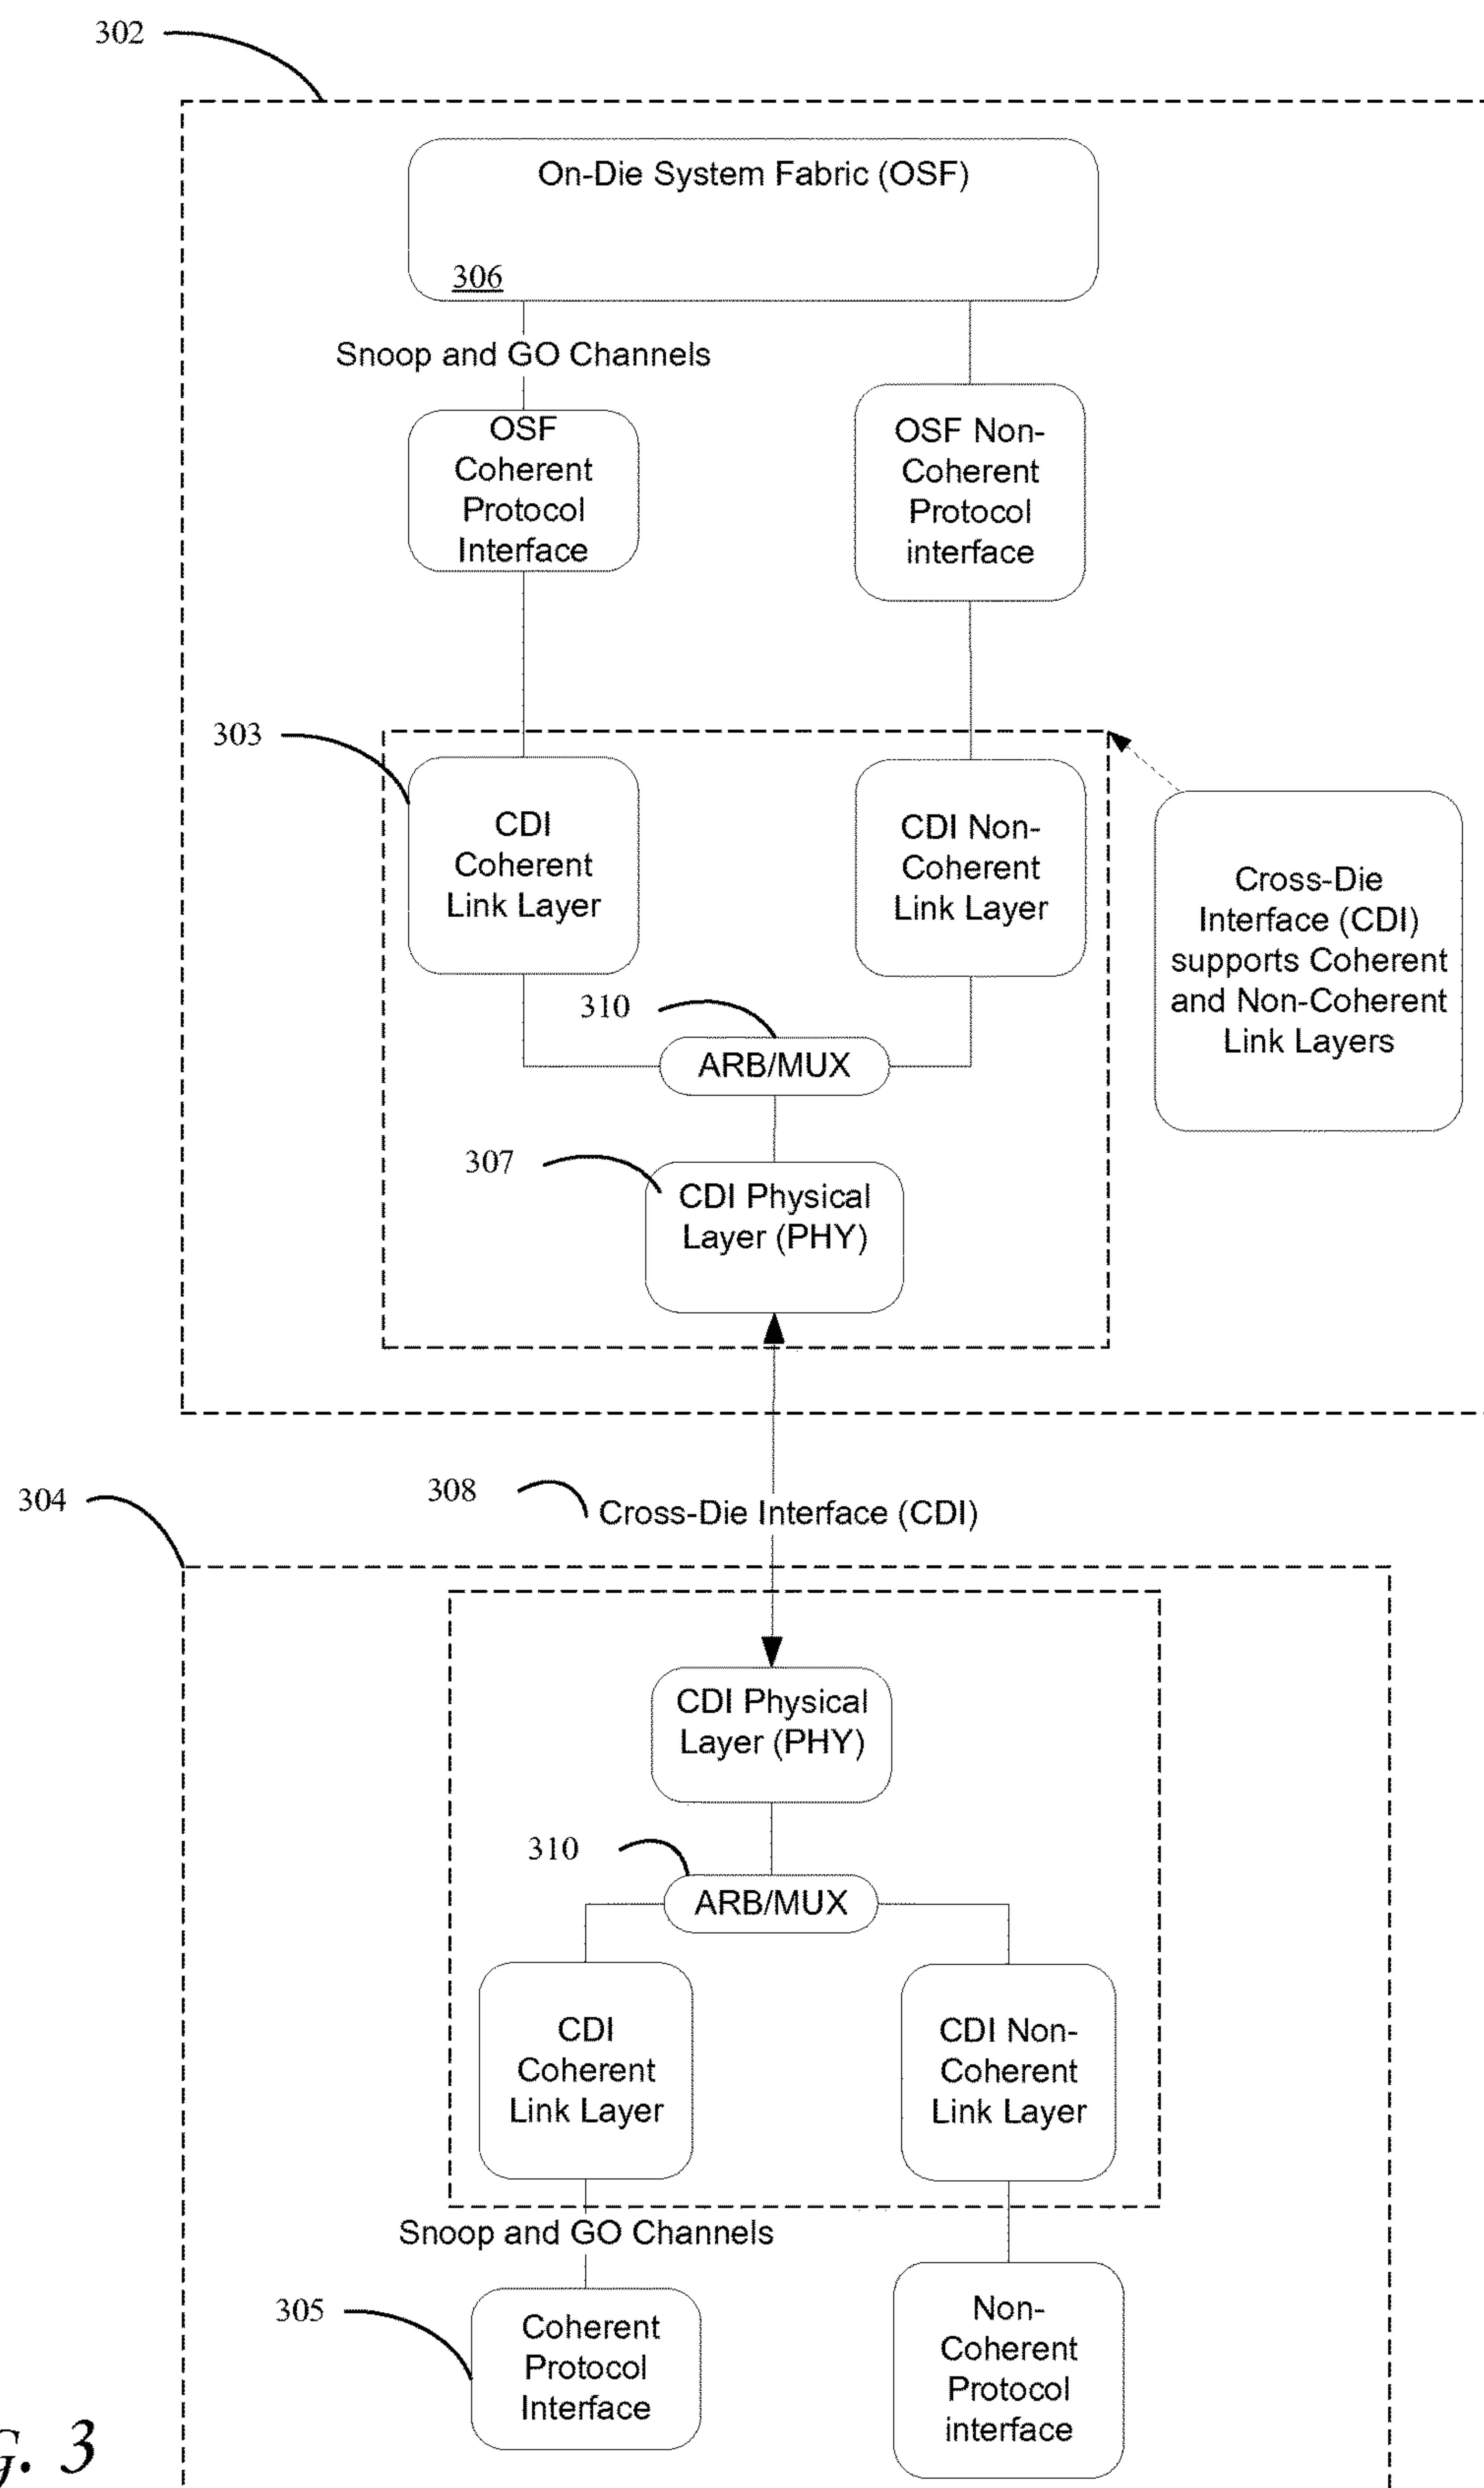 302
On-Die System Fabric (OSF)
306
Snoop and GO Channels
OSF
Coherent
Protocol
Interface
OSF Non-
Coherent
Protocol
interface
303
CDI
Coherent
Link Layer
CDI Non-
Coherent
Link Layer
Cross-Die
Interface (CDI)
supports Coherent
and Non-Coherent
Link Layers
310
ARB/MUX
307
CDI Physical
Layer (PHY)
308
Cross-Die Interface (CDI)
304
CDI Physical
Layer (PHY)
310
ARB/MUX
CDI
Coherent
Link Layer
CDI Non-
Coherent
Link Layer
Snoop and GO Channels
305
Coherent
Protocol
Interface
Non-
Coherent
Protocol
interface
G. 3